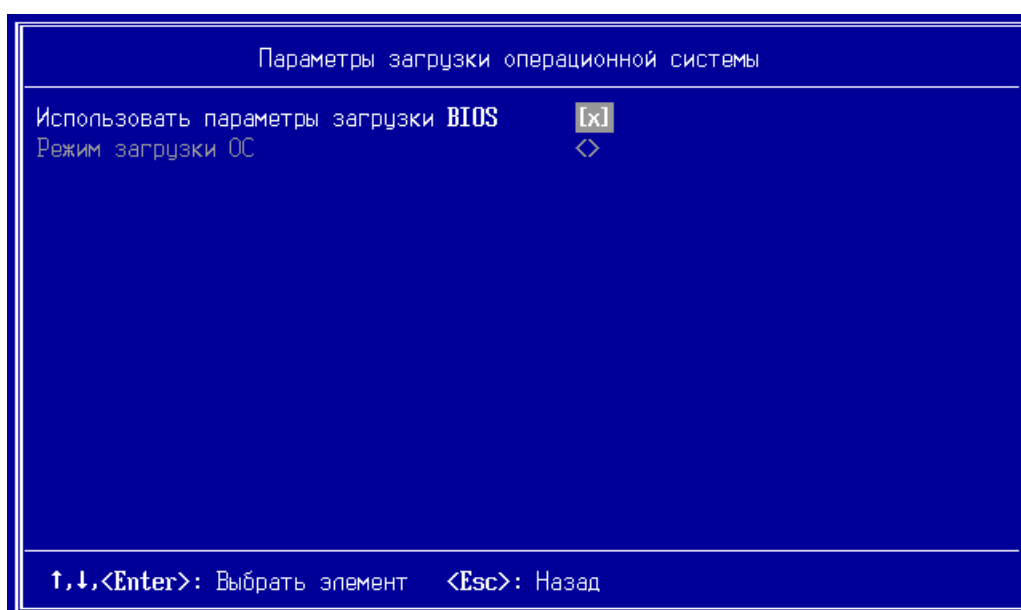 Параметры загрузки операционной системы
Использовать параметры загрузки BIOS [x]
Режим загрузки ОС <>
↑,↓,<Enter>: Выбрать элемент <Esc>: Назад